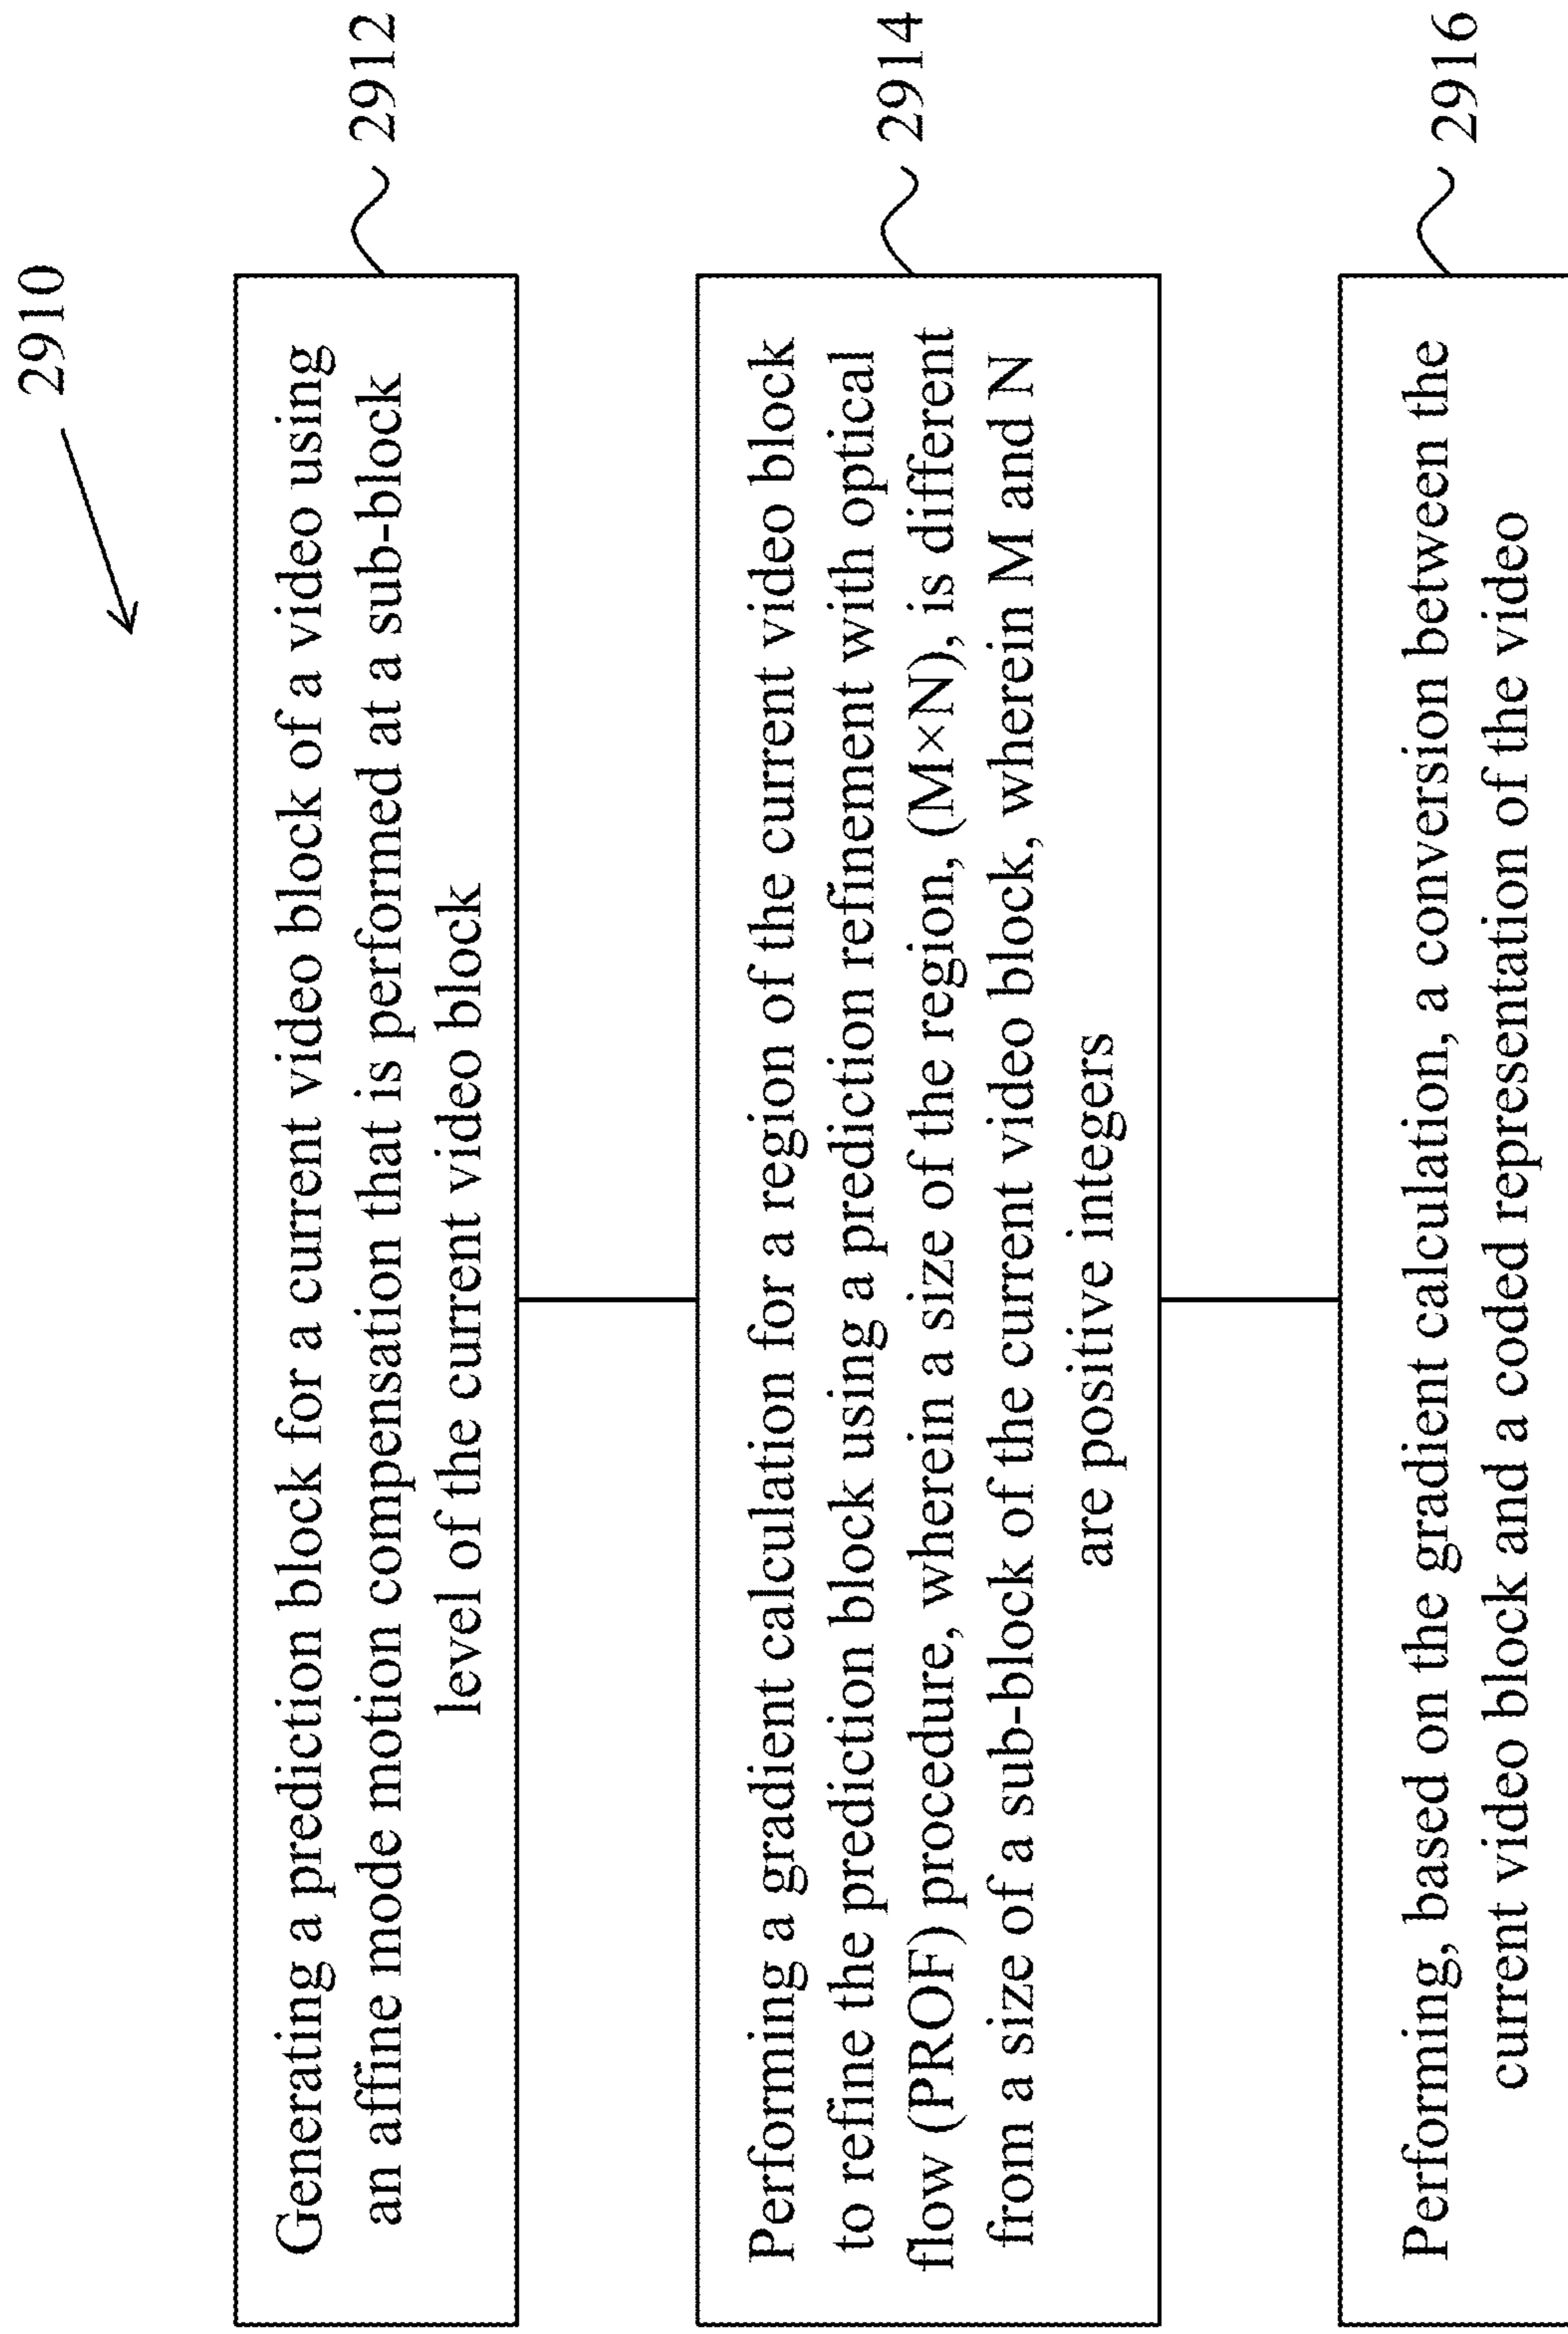 2910
Generating a prediction block for a current video block of a video using
an affine mode motion compensation that is performed at a sub-block
level of the current video block
2912
Performing a gradient calculation for a region of the current video block
to refine the prediction block using a prediction refinement with optical
flow (PROF) procedure, wherein a size of the region, (M×N), is different
from a size of a sub-block of the current video block, wherein M and N
are positive integers
2914
Performing, based on the gradient calculation, a conversion between the
current video block and a coded representation of the video
2916